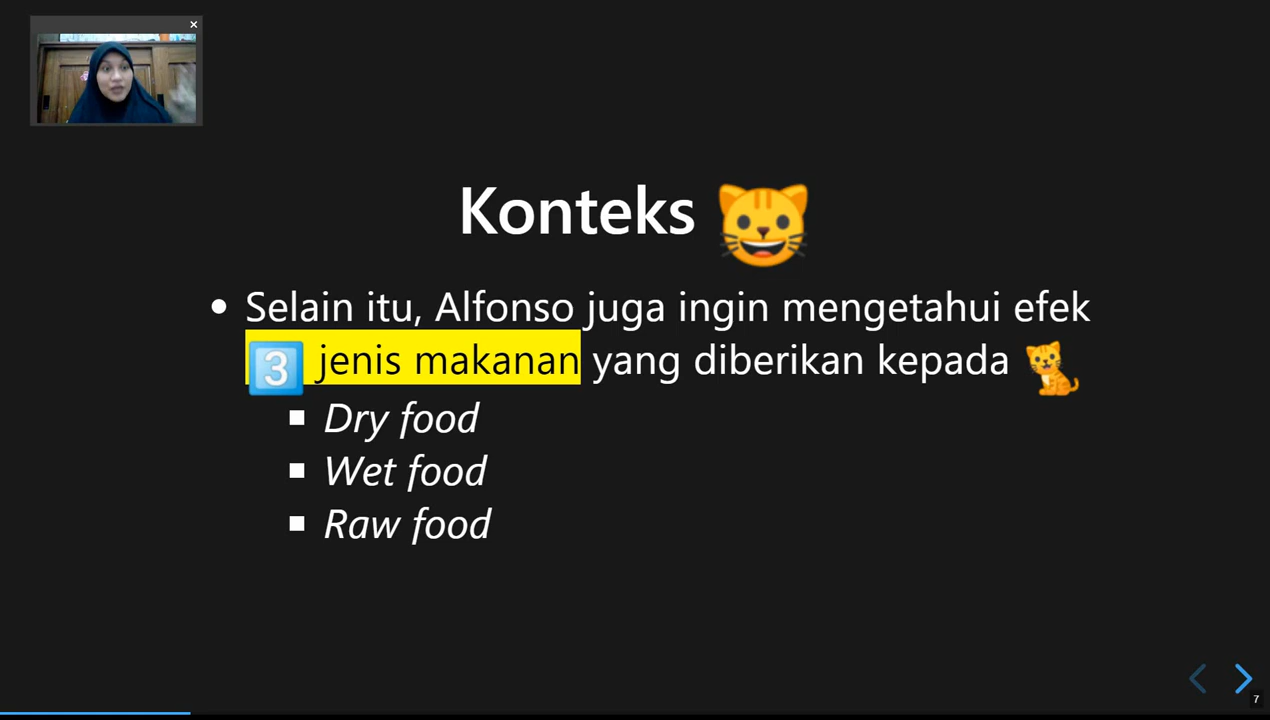 Konteks 😺
Selain itu, Alfonso juga ingin mengetahui efek
3️⃣ jenis makanan yang diberikan kepada 🐈
Dry food
Wet food
Raw food
7